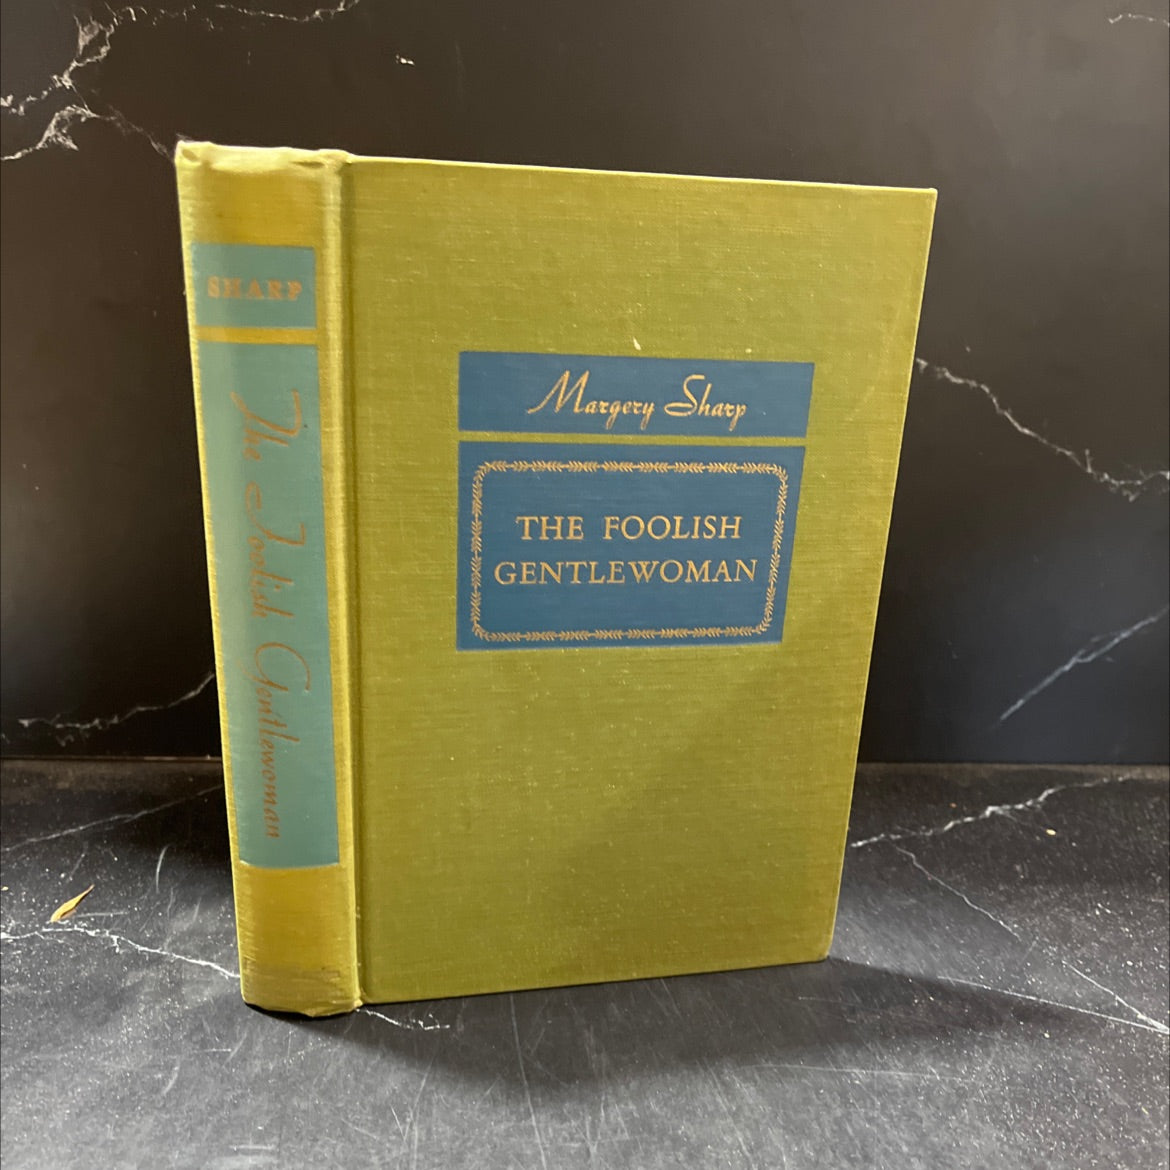 SHARP
The Foolish Gentlewoman
Margery Sharp
THE FOOLISH
GENTLEWOMAN